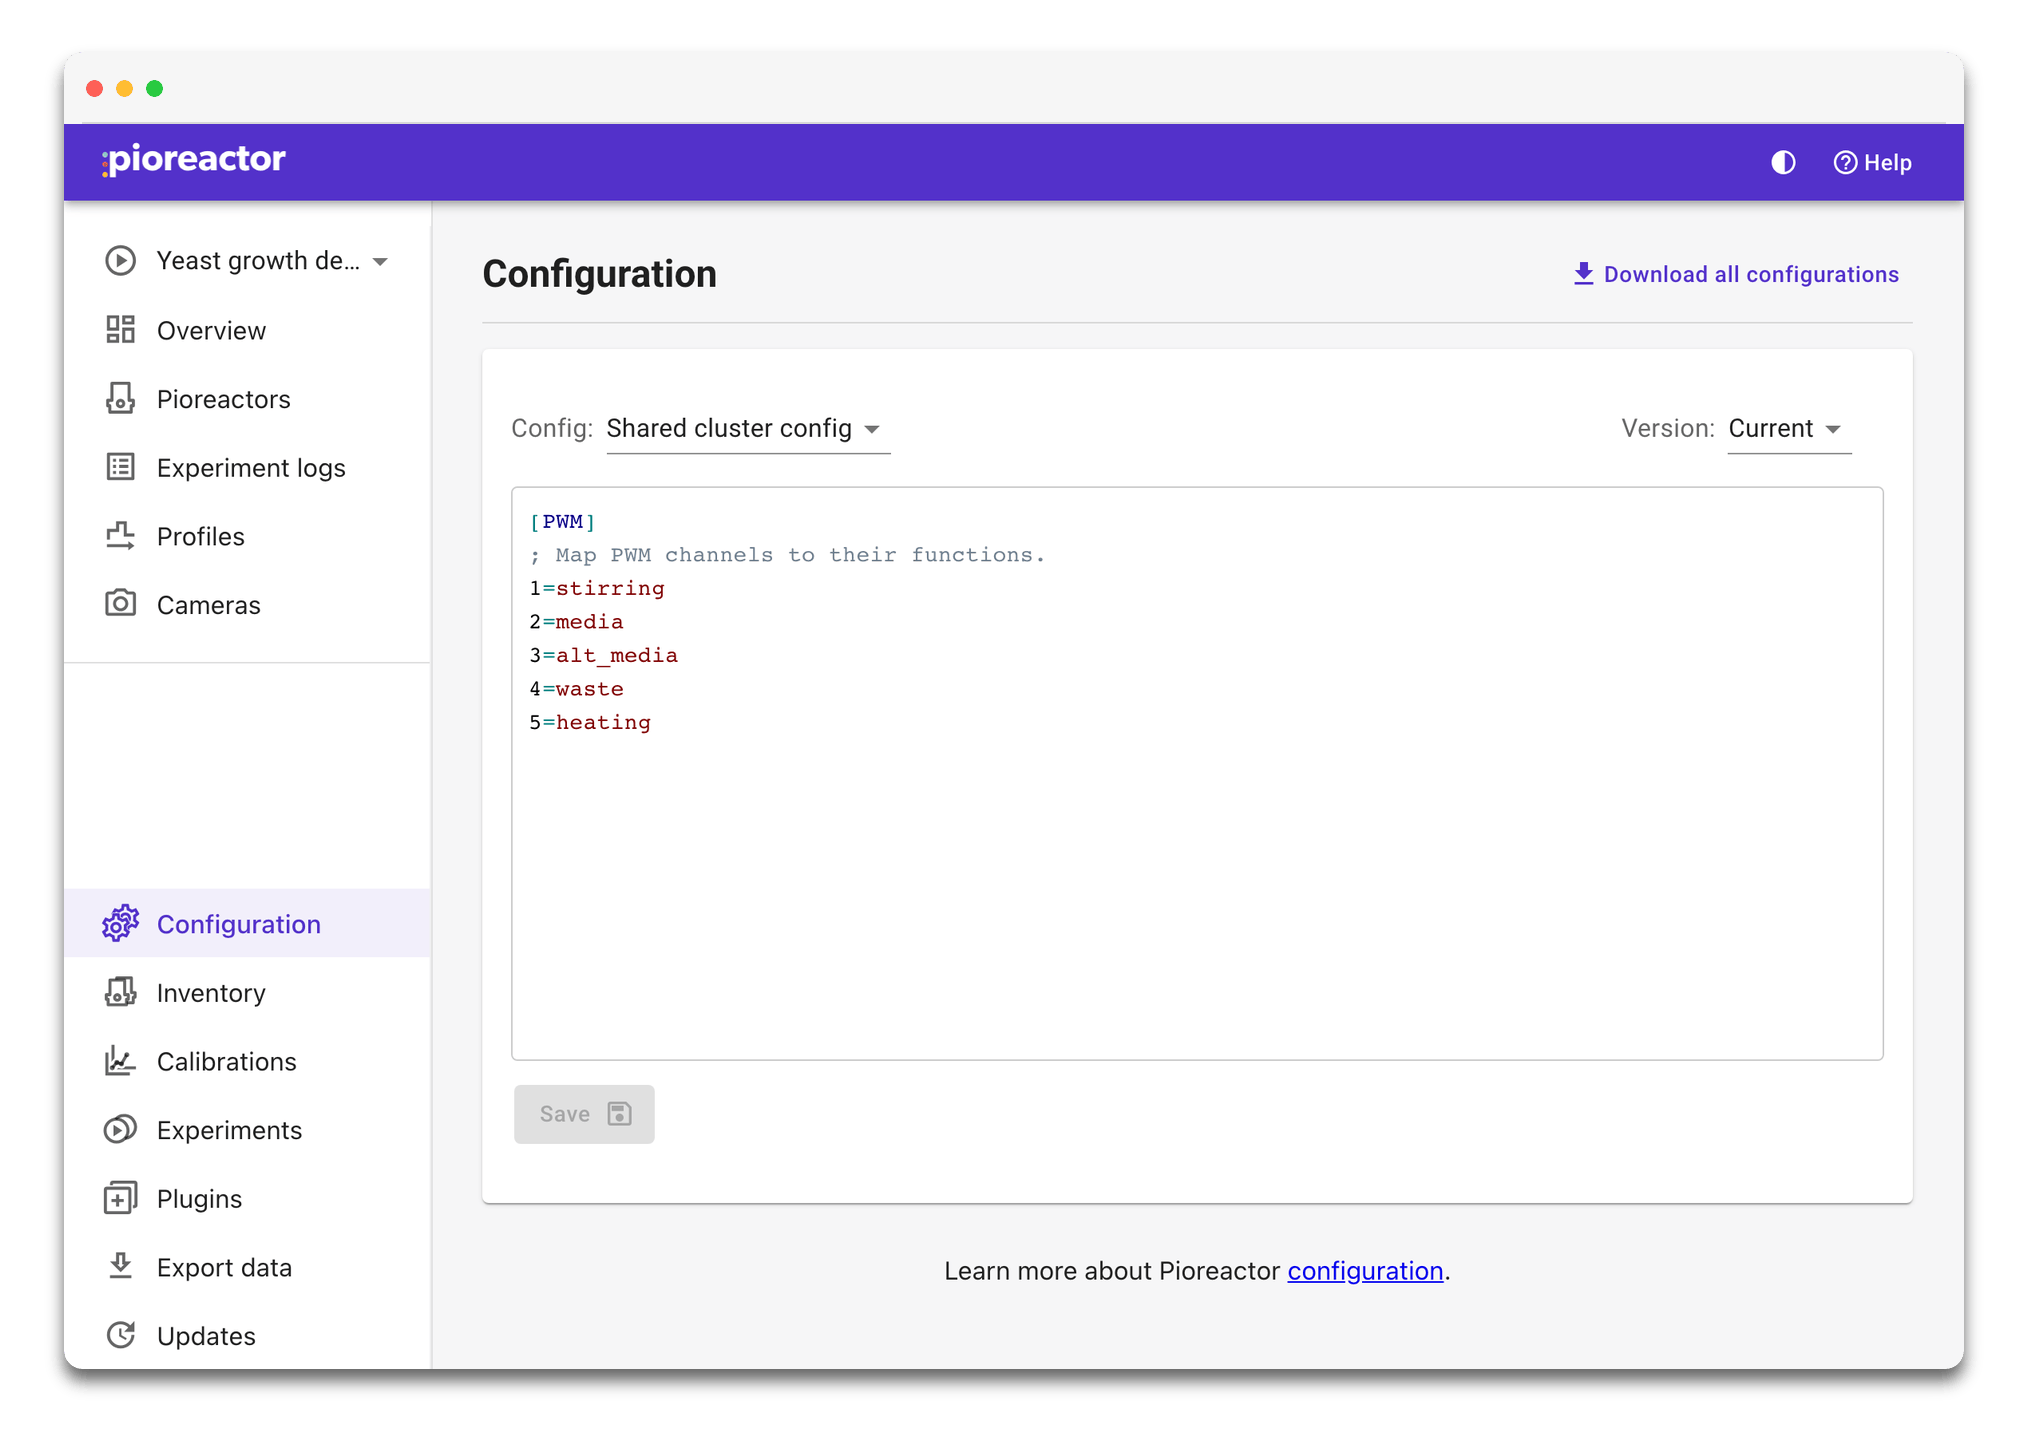 pioreactor
Help
Yeast growth de...
Overview
Pioreactors
Experiment logs
Profiles
Cameras
Configuration
Inventory
Calibrations
Experiments
Plugins
Export data
Updates
Configuration
Download all configurations
Config: Shared cluster config
Version: Current
[PWM]
; Map PWM channels to their functions.
1=stirring
2=media
3=alt_media
4=waste
5=heating
Save
Learn more about Pioreactor configuration.